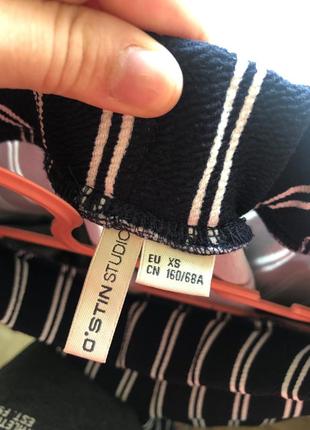 O'STIN STUDIO
EU XS
CN 160/68A